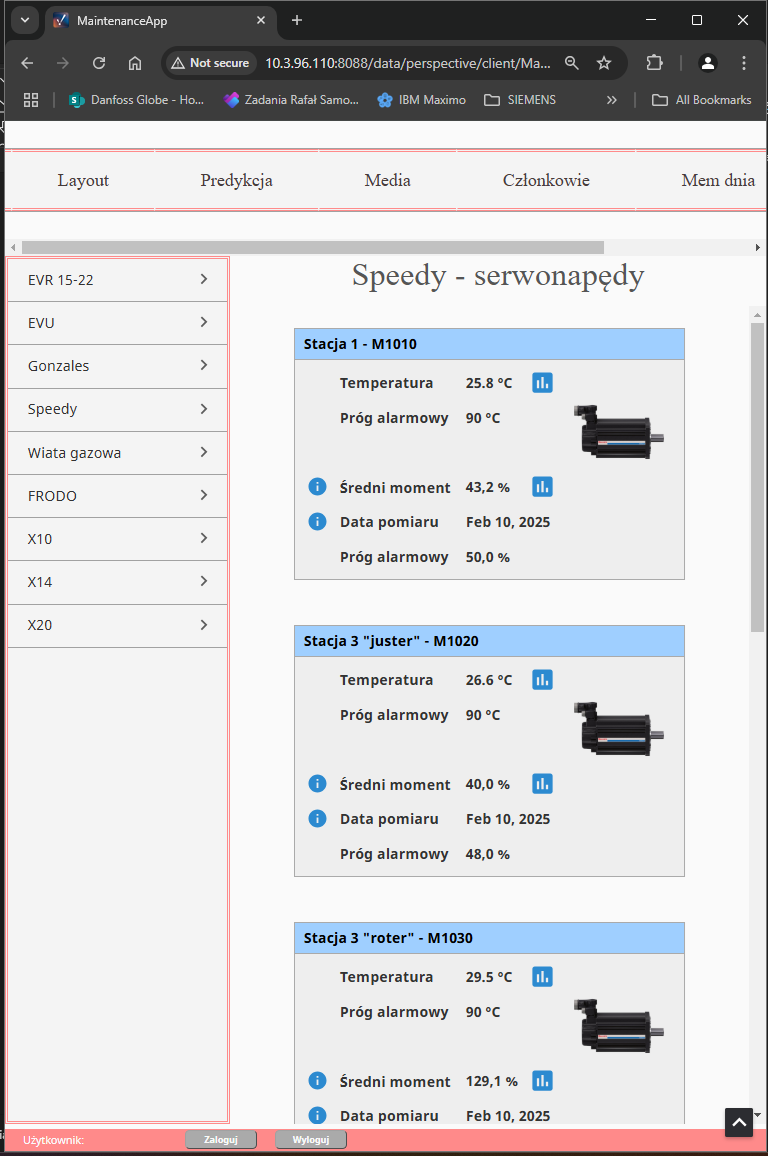 MaintenanceApp
Not secure 10.3.96.110:8088/data/perspective/client/Ma...
Danfoss Globe - Ho... Zadania Rafał Samo... IBM Maximo SIEMENS » All Bookmarks
Layout Predykcja Media Członkowie Mem dnia
EVR 15-22
EVU
Gonzales
Speedy
Wiata gazowa
FRODO
X10
X14
X20
Speedy - serwonapędy
Stacja 1 - M1010
Temperatura 25.8 °C
Próg alarmowy 90 °C
Średni moment 43,2 %
Data pomiaru Feb 10, 2025
Próg alarmowy 50,0 %
Stacja 3 "juster" - M1020
Temperatura 26.6 °C
Próg alarmowy 90 °C
Średni moment 40,0 %
Data pomiaru Feb 10, 2025
Próg alarmowy 48,0 %
Stacja 3 "roter" - M1030
Temperatura 29.5 °C
Próg alarmowy 90 °C
Średni moment 129,1 %
Data pomiaru Feb 10, 2025
Użytkownik: Zaloguj Wyloguj